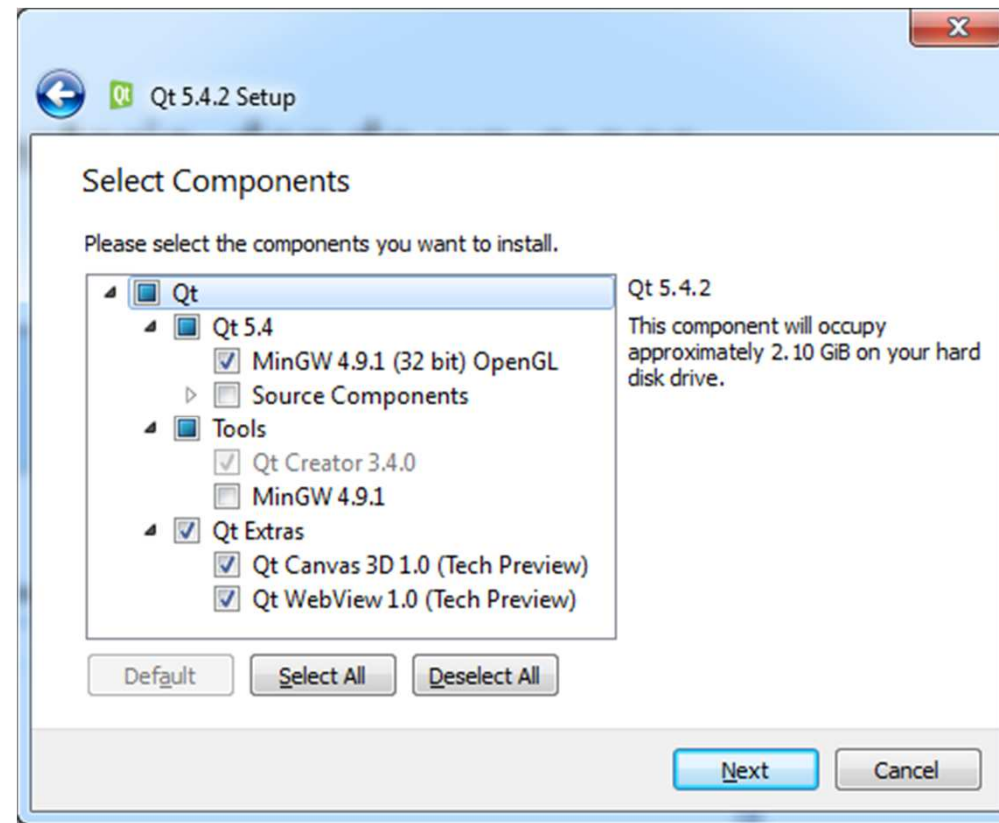 Qt 5.4.2 Setup
Select Components
Please select the components you want to install.
Qt
Qt 5.4
MinGW 4.9.1 (32 bit) OpenGL
Source Components
Tools
Qt Creator 3.4.0
MinGW 4.9.1
Qt Extras
Qt Canvas 3D 1.0 (Tech Preview)
Qt WebView 1.0 (Tech Preview)
Qt 5.4.2
This component will occupy
approximately 2.10 GiB on your hard
disk drive.
Default
Select All
Deselect All
Next
Cancel